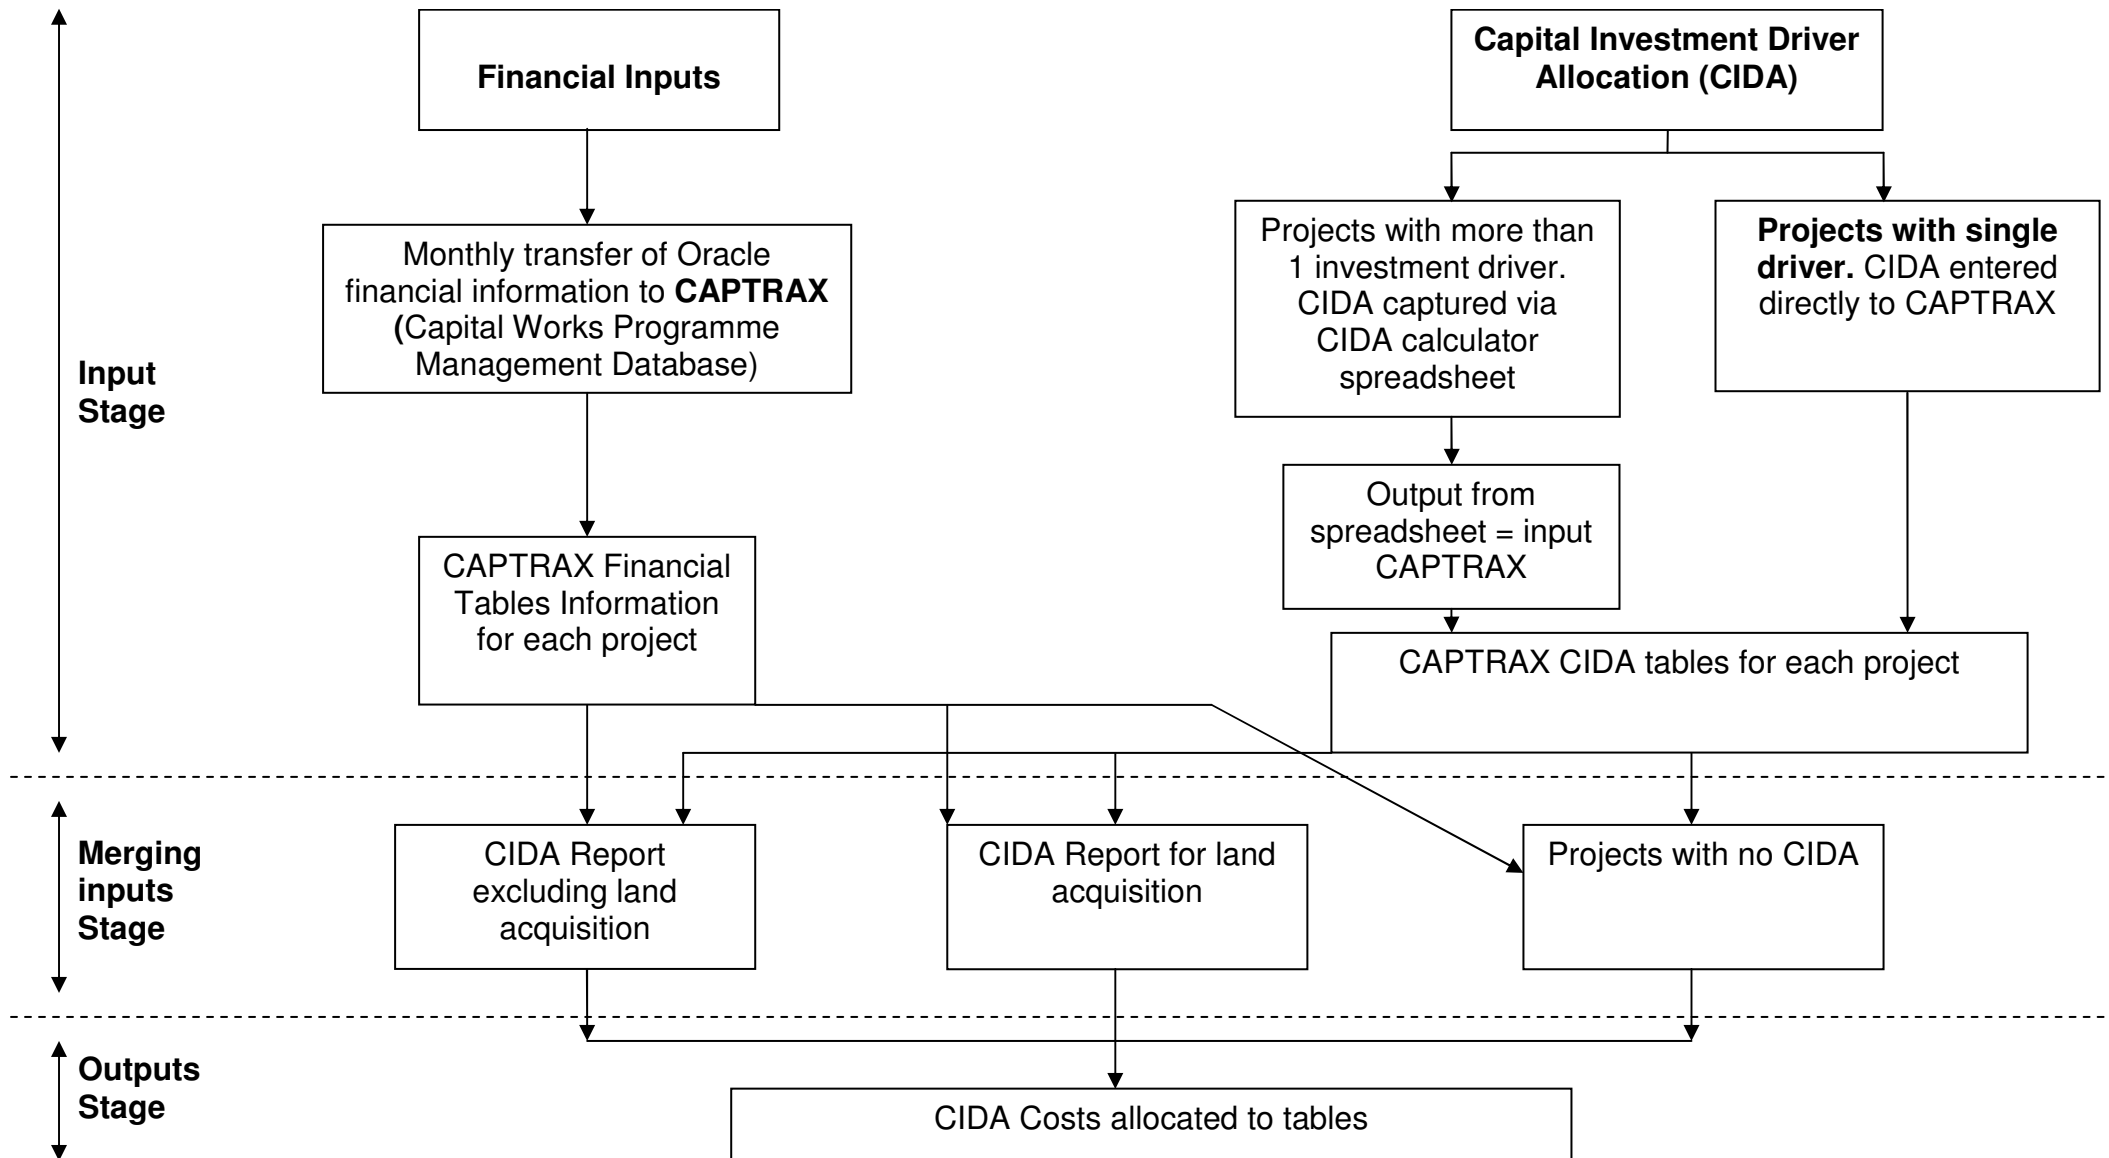 Financial Inputs
Capital Investment Driver
Allocation (CIDA)
Monthly transfer of Oracle
financial information to CAPTRAX
(Capital Works Programme
Management Database)
Projects with more than
1 investment driver.
CIDA captured via
CIDA calculator
spreadsheet
Projects with single
driver. CIDA entered
directly to CAPTRAX
Input
Stage
Output from
spreadsheet = input
CAPTRAX
CAPTRAX Financial
Tables Information
for each project
CAPTRAX CIDA tables for each project
Merging
inputs
Stage
CIDA Report
excluding land
acquisition
CIDA Report for land
acquisition
Projects with no CIDA
Outputs
Stage
CIDA Costs allocated to tables